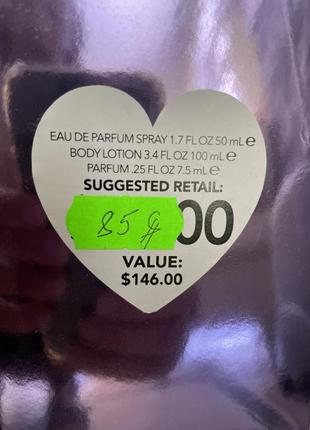 EAU DE PARFUM SPRAY 1.7 FL OZ 50 mL℮
BODY LOTION 3.4 FL OZ 100 mL℮
PARFUM .25 FL OZ 7.5 mL℮
SUGGESTED RETAIL:
85 $ 00
VALUE:
$146.00